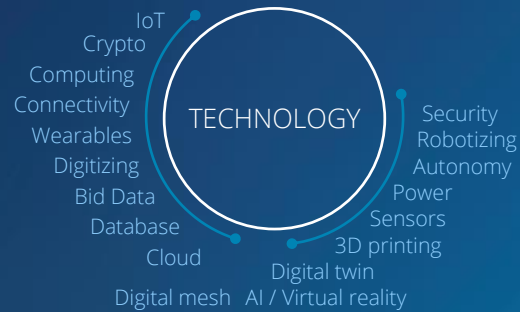 IoT
Crypto
Computing
Connectivity
Wearables
Digitizing
Bid Data
Database
Cloud
Digital mesh
TECHNOLOGY
Security
Robotizing
Autonomy
Power
Sensors
3D printing
Digital twin
AI / Virtual reality